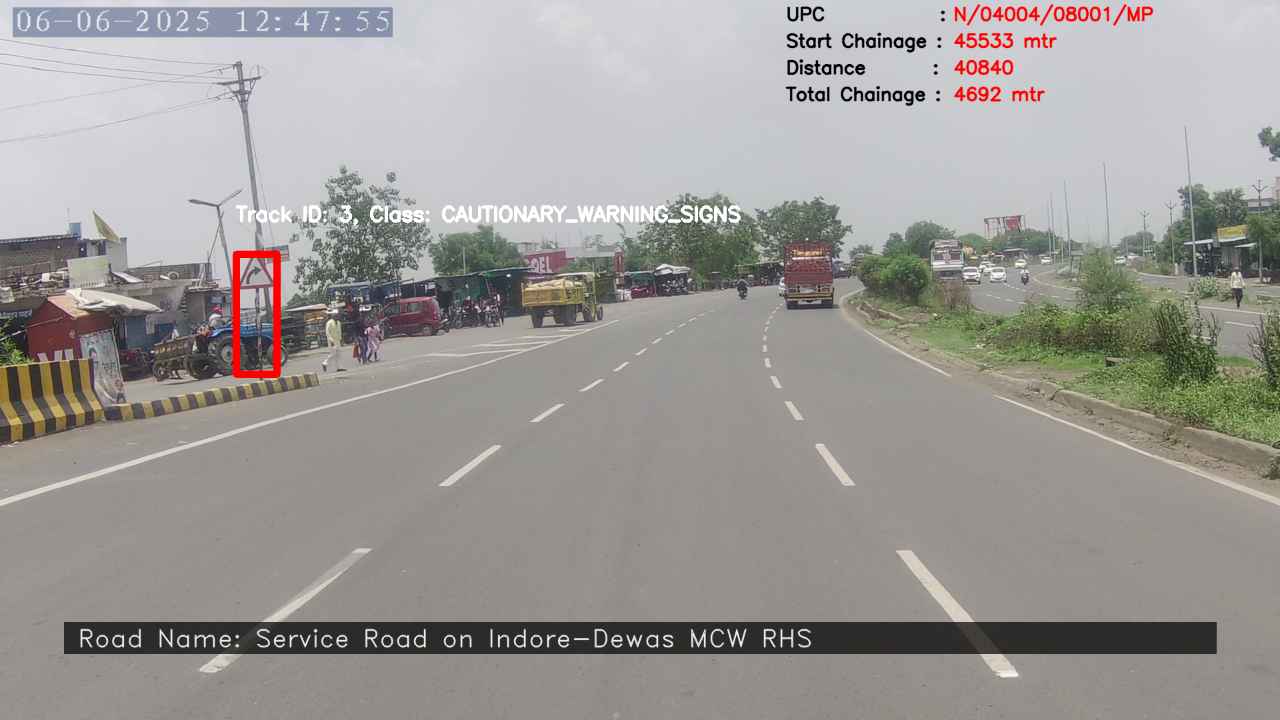 06-06-2025 12:47:55
UPC : N/04004/08001/MP
Start Chainage : 45533 mtr
Distance : 40840
Total Chainage : 4692 mtr
Track ID: 3, Class: CAUTIONARY_WARNING_SIGNS
Road Name: Service Road on Indore-Dewas MCW RHS